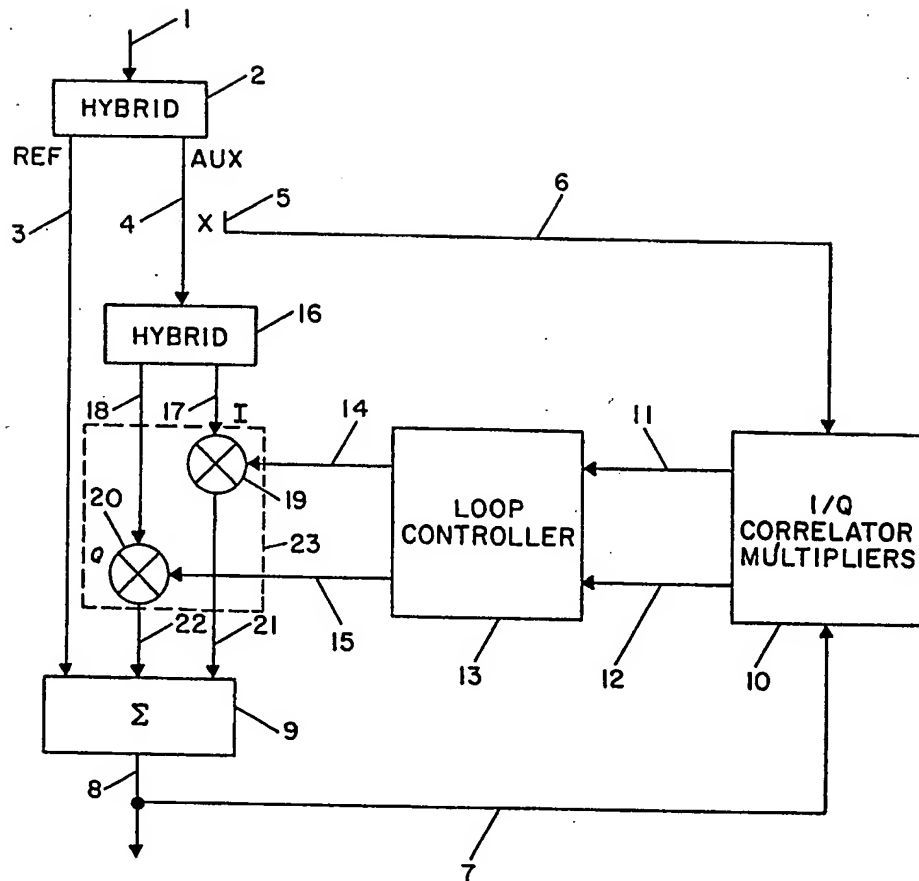 1
2
HYBRID
REF
AUX
3
4
X
5
6
HYBRID
16
18
17
I
14
11
19
20
Q
23
LOOP
CONTROLLER
I/Q
CORRELATOR
MULTIPLIERS
22
21
15
13
12
10
Σ
9
8
7